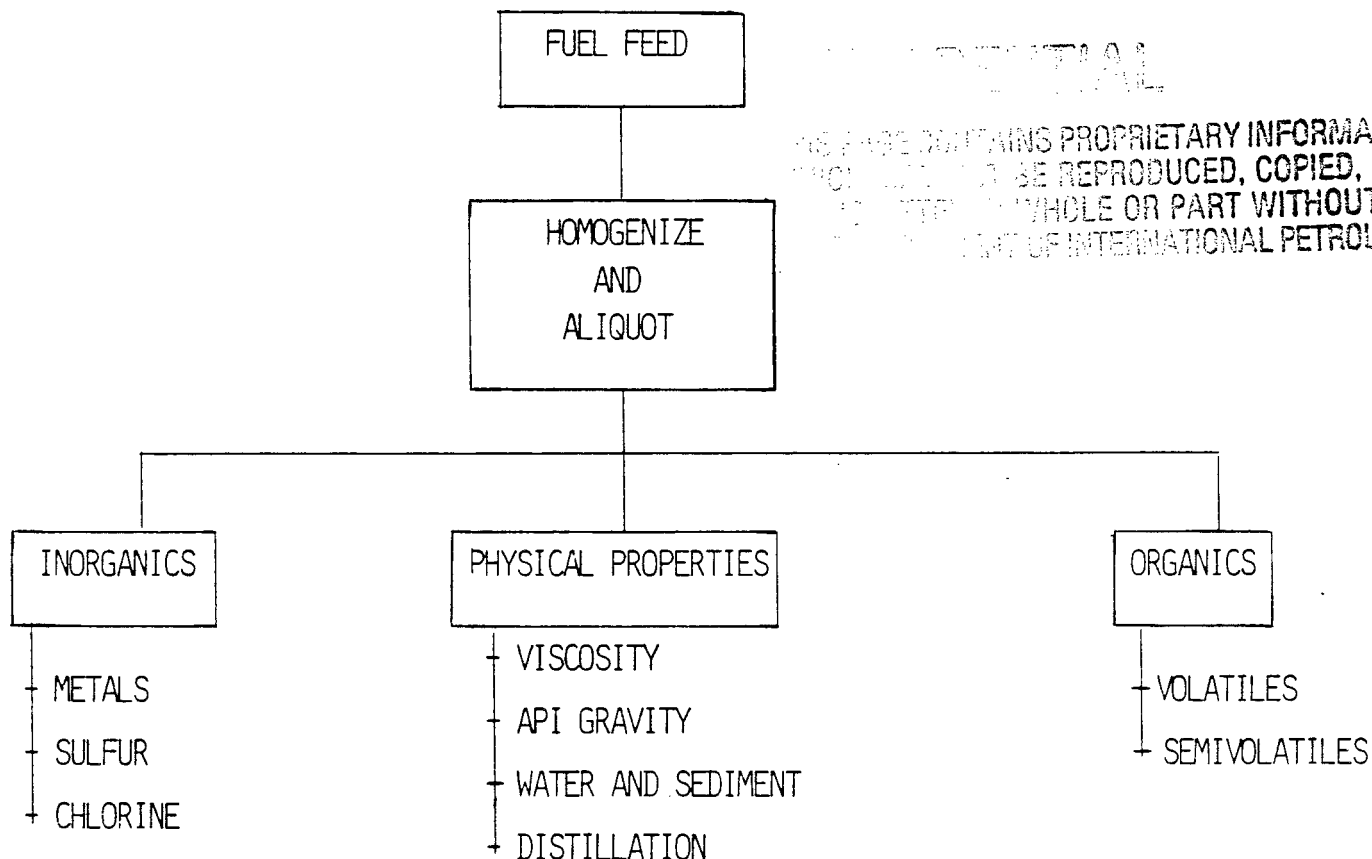 FUEL FEED
PROPRIETARY INFORMA
BE REPRODUCED, COPIED,
WHOLE OR PART WITHOUT
OF INTERNATIONAL PETROL
HOMOGENIZE
AND
ALIQUOT
INORGANICS
METALS
SULFUR
CHLORINE
PHYSICAL PROPERTIES
VISCOSITY
API GRAVITY
WATER AND SEDIMENT
DISTILLATION
ORGANICS
VOLATILES
SEMIVOLATILES